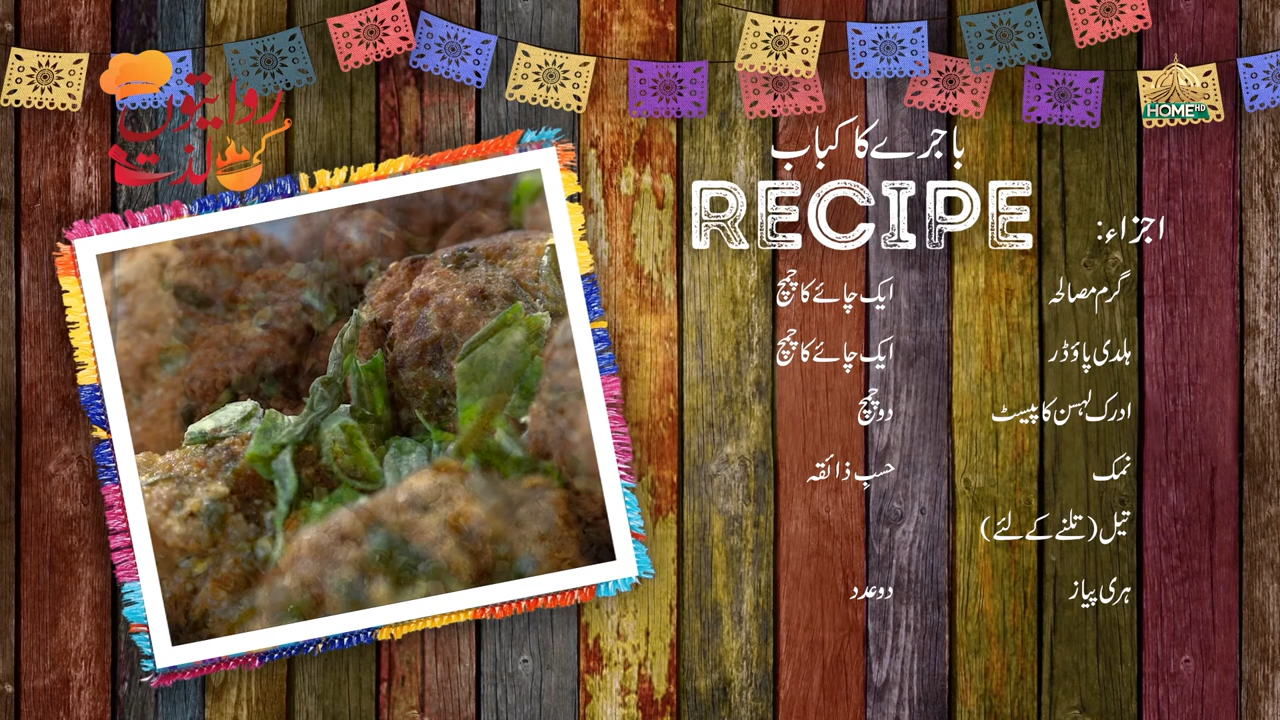 روایتوں
کی لذت
HOME HD
باجرے کا کباب
RECIPE
اجزاء:
گرم مصالحہ ایک چائے کا چمچ
ہلدی پاؤڈر ایک چائے کا چمچ
ادرک لہسن کا پیسٹ دو چمچ
نمک حسبِ ذائقہ
تیل (تلنے کے لئے)
ہری پیاز دو عدد